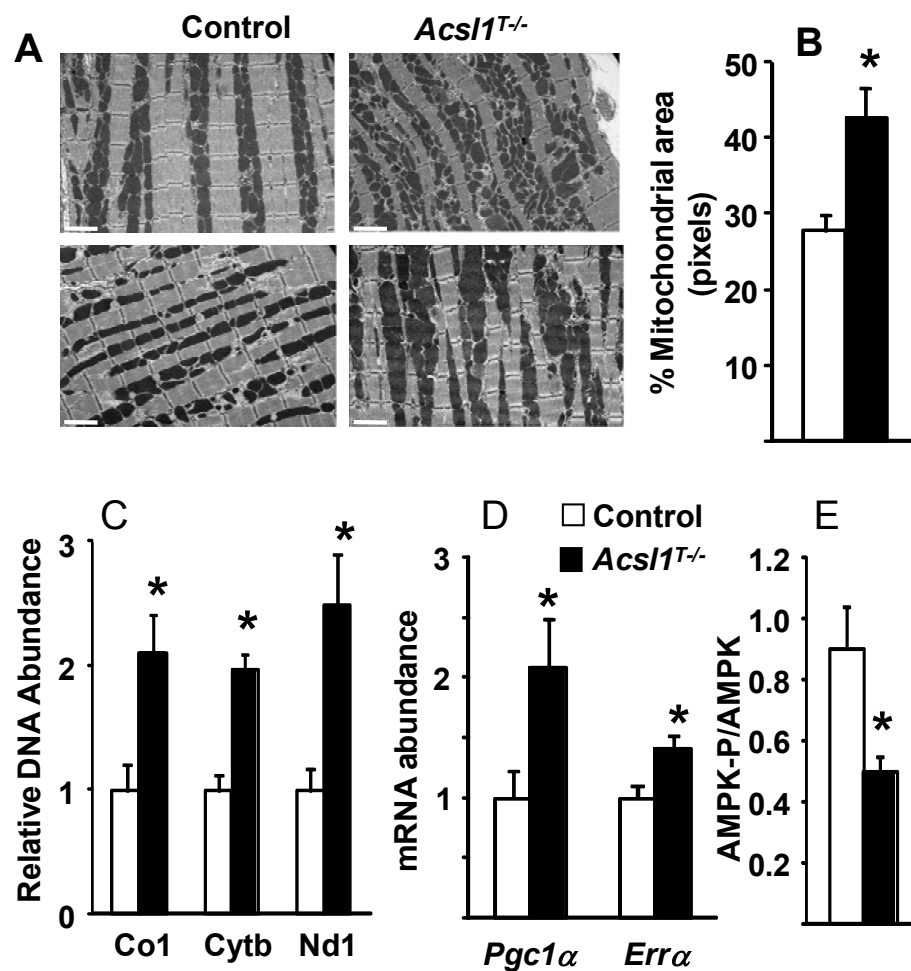 Control Acsl1T-/-
A
B
% Mitochondrial area
(pixels)
50
40
30
20
10
*
C
Relative DNA Abundance
3
2
1
0
* * *
Co1 Cytb Nd1
D
mRNA abundance
3
2
1
* *
Pgc1α Errα
Control
Acsl1T-/-
E
AMPK-P/AMPK
1.2
1.0
0.8
0.6
0.4
0.2
*